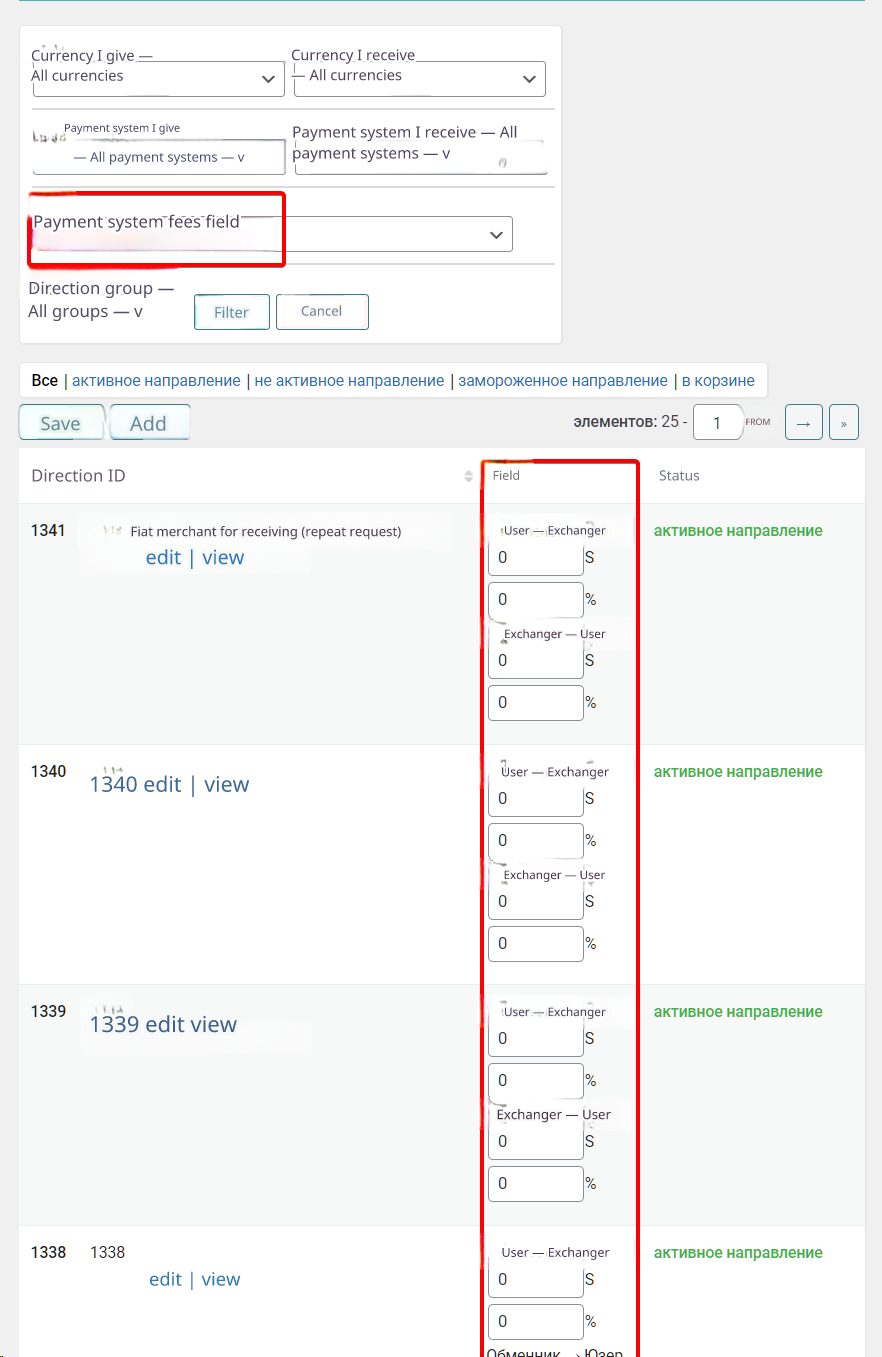 Currency I give —
All currencies
Currency I receive
— All currencies
Payment system I give
— All payment systems — v
Payment system I receive — All
payment systems — v
Payment system fees field
Direction group —
All groups — v
Filter
Cancel
Все | активное направление | не активное направление | замороженное направление | в корзине
Save Add элементов: 25 - 1 FROM → »
Direction ID Field Status
1341 Fiat merchant for receiving (repeat request) User — Exchanger активное направление
edit | view 0 S
0 %
Exchanger — User
0 S
0 %
1340 User — Exchanger активное направление
1340 edit | view 0 S
0 %
Exchanger — User
0 S
0 %
1339 User — Exchanger активное направление
1339 edit view 0 S
0 %
Exchanger — User
0 S
0 %
1338 1338 User — Exchanger активное направление
edit | view 0 S
0 %
Обменник → Юзер